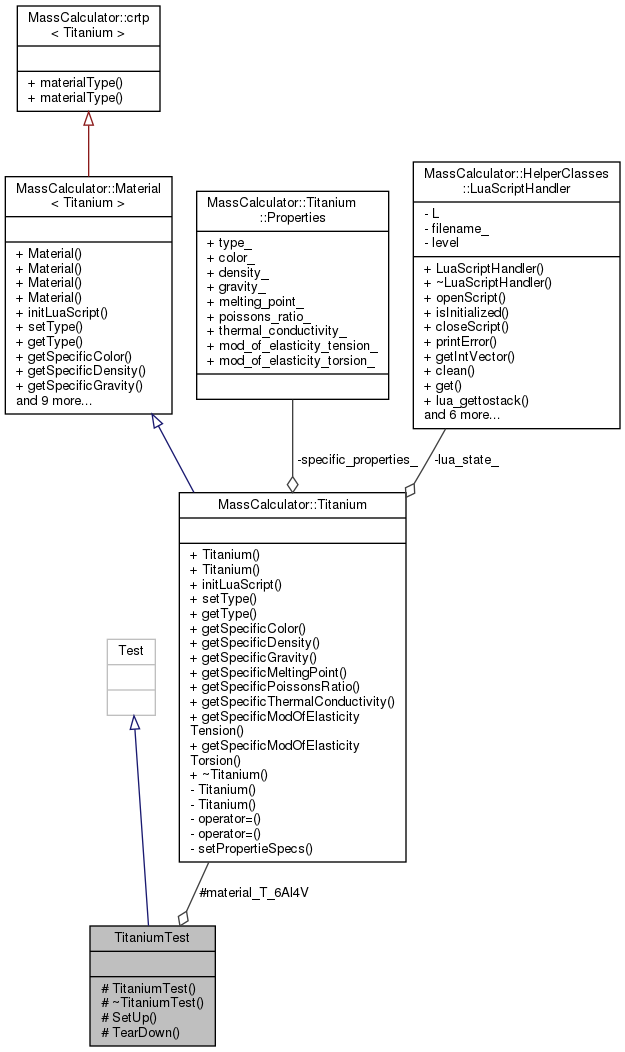 MassCalculator::crtp
< Titanium >
+ materialType()
+ materialType()
MassCalculator::Material
< Titanium >
+ Material()
+ Material()
+ Material()
+ Material()
+ initLuaScript()
+ setType()
+ getType()
+ getSpecificColor()
+ getSpecificDensity()
+ getSpecificGravity()
and 9 more...
MassCalculator::Titanium
::Properties
+ type_
+ color_
+ density_
+ gravity_
+ melting_point_
+ poissons_ratio_
+ thermal_conductivity_
+ mod_of_elasticity_tension_
+ mod_of_elasticity_torsion_
MassCalculator::HelperClasses
::LuaScriptHandler
- L
- filename_
- level
+ LuaScriptHandler()
+ ~LuaScriptHandler()
+ openScript()
+ isInitialized()
+ closeScript()
+ printError()
+ getIntVector()
+ clean()
+ get()
+ lua_gettostack()
and 6 more...
-specific_properties_
-lua_state_
MassCalculator::Titanium
+ Titanium()
+ Titanium()
+ initLuaScript()
+ setType()
+ getType()
+ getSpecificColor()
+ getSpecificDensity()
+ getSpecificGravity()
+ getSpecificMeltingPoint()
+ getSpecificPoissonsRatio()
+ getSpecificThermalConductivity()
+ getSpecificModOfElasticity
Tension()
+ getSpecificModOfElasticity
Torsion()
+ ~Titanium()
- Titanium()
- Titanium()
- operator=()
- operator=()
- setPropertieSpecs()
Test
#material_T_6Al4V
TitaniumTest
# TitaniumTest()
# ~TitaniumTest()
# SetUp()
# TearDown()